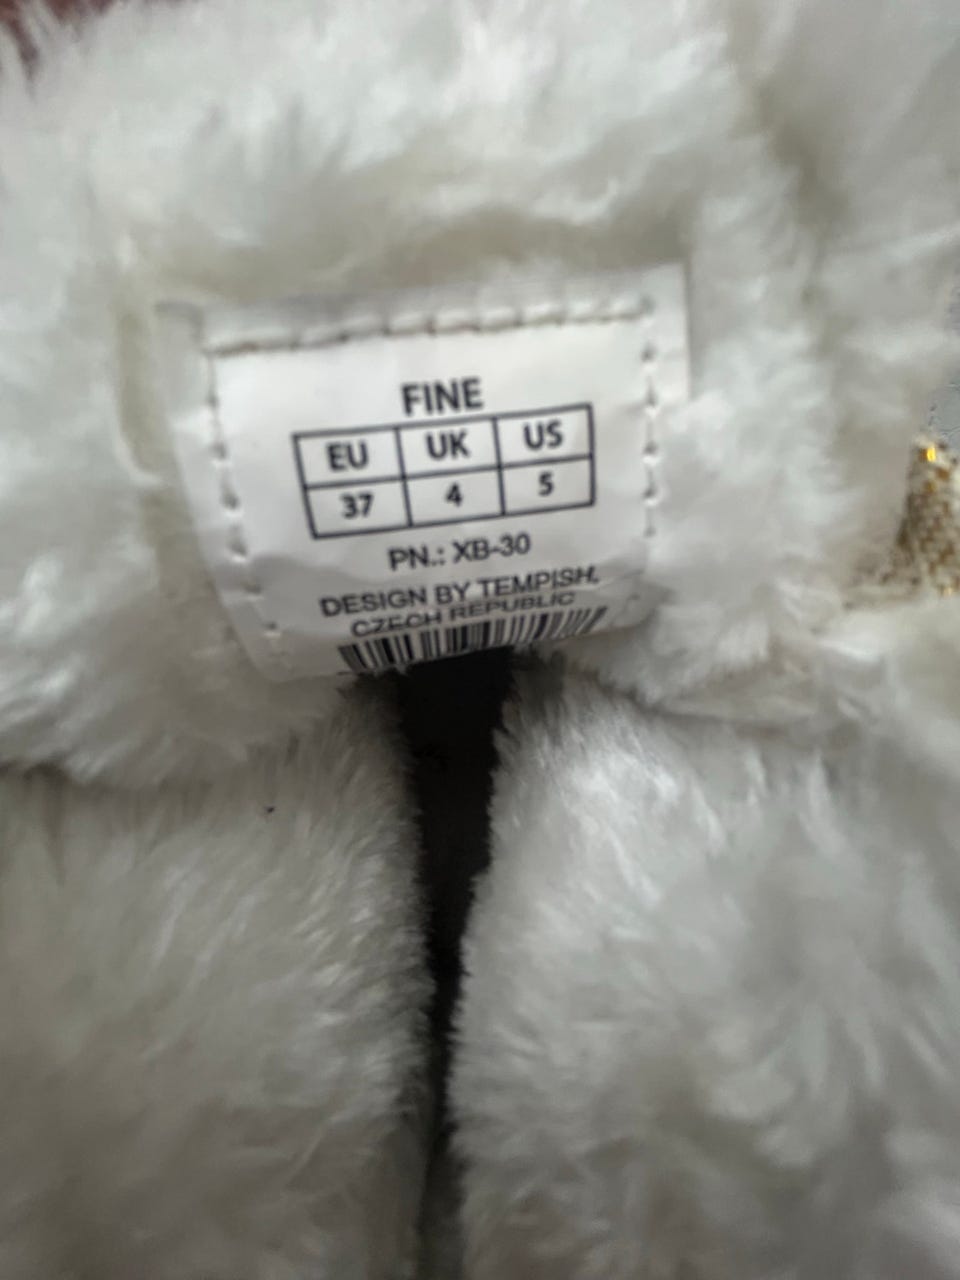 FINE
EU UK US
37 4 5
PN.: XB-30
DESIGN BY TEMPISH.
CZECH REPUBLIC